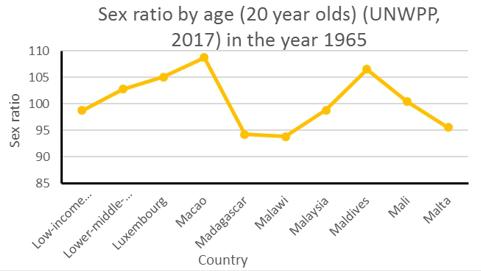 Sex ratio by age (20 year olds) (UNWPP,
2017) in the year 1965
110
105
100
95
90
85
Sex ratio
Low-income...
Lower-middle-...
Luxembourg
Macao
Madagascar
Malawi
Malaysia
Maldives
Mali
Malta
Country